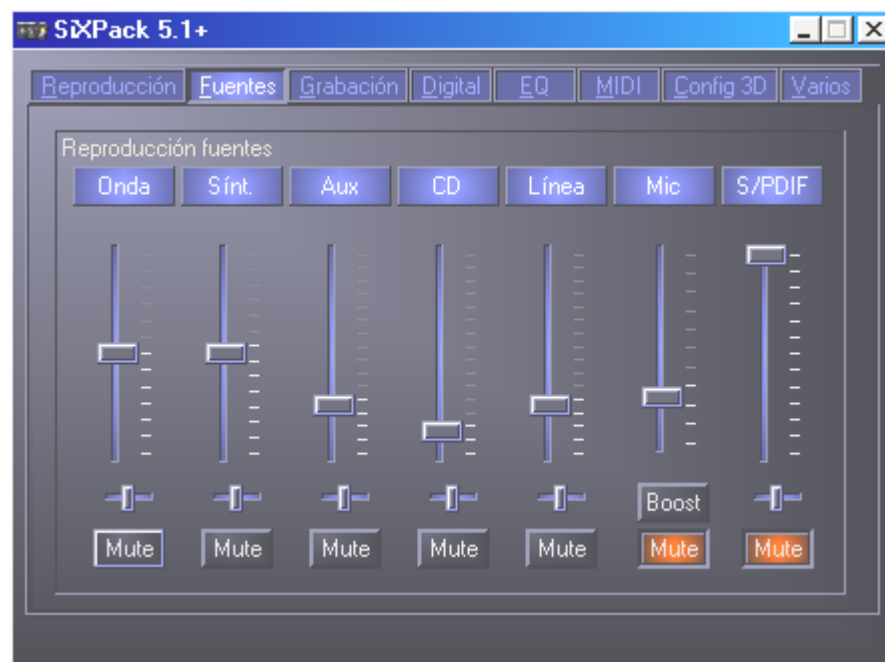 SiXPack 5.1+
Reproducción Fuentes Grabación Digital EQ MIDI Config 3D Varios
Reproducción fuentes
Onda Sínt. Aux CD Línea Mic S/PDIF
Boost
Mute Mute Mute Mute Mute Mute Mute